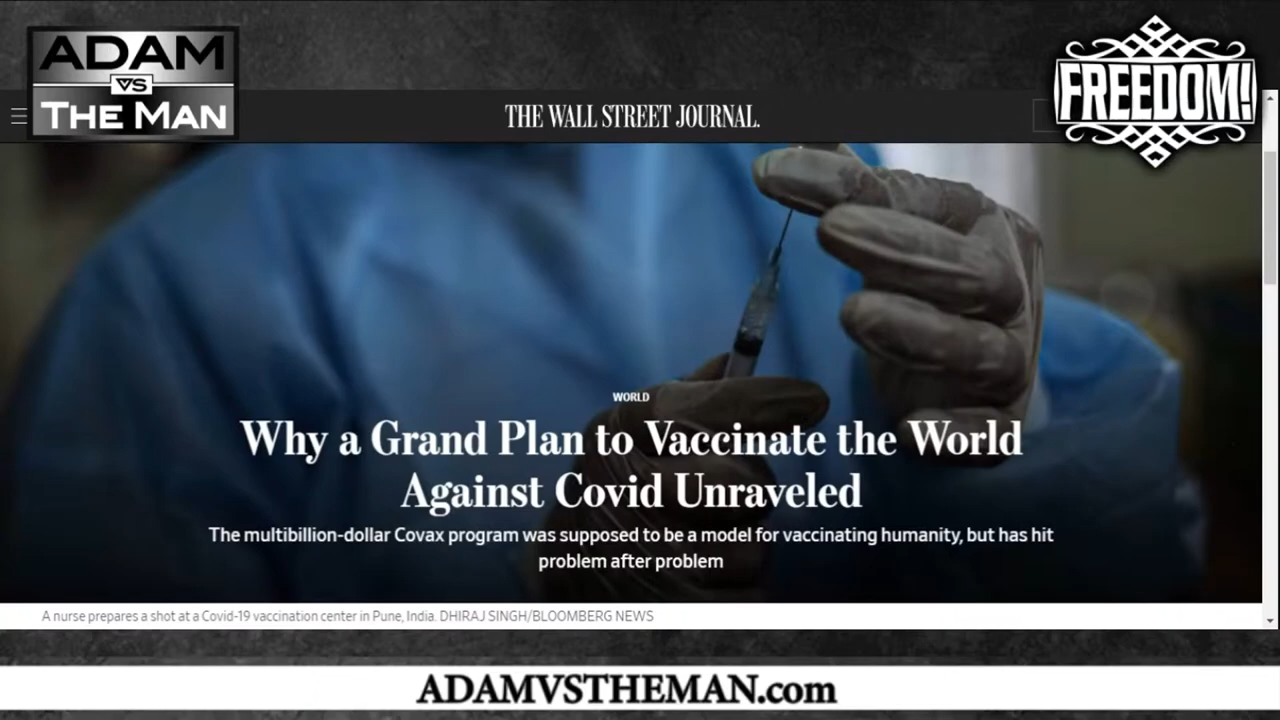 ADAM
VS
THE MAN
FREEDOM!
THE WALL STREET JOURNAL.
WORLD
Why a Grand Plan to Vaccinate the World
Against Covid Unraveled
The multibillion-dollar Covax program was supposed to be a model for vaccinating humanity, but has hit
problem after problem
A nurse prepares a shot at a Covid-19 vaccination center in Pune, India. DHIRAJ SINGH/BLOOMBERG NEWS
ADAMVSTHEMAN.com